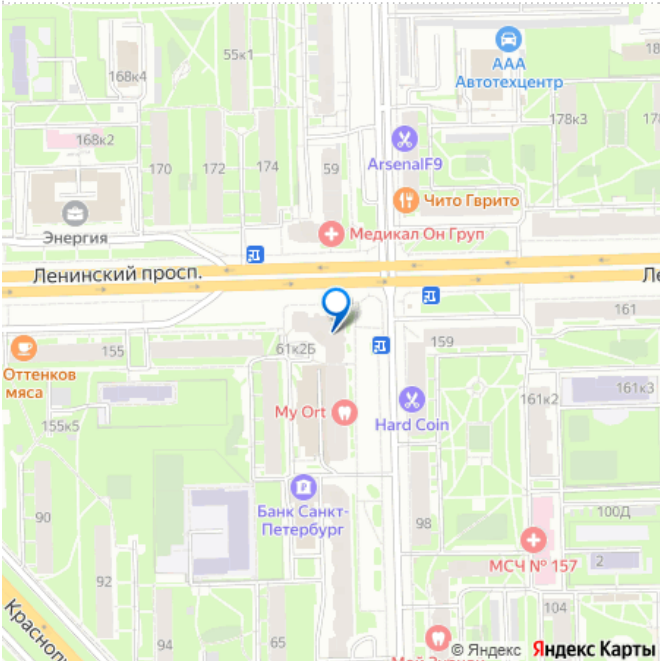 55к1
ААА
Автотехцентр
168к4
178к3
168к2
170
172
174
59
ArsenalF9
Чито Гврито
Энергия
Медикал Он Груп
Ленинский просп.
161
155
61к2Б
159
Оттенков
мяса
161к3
161к2
155к5
My Ort
Hard Coin
90
Банк Санкт-
Петербург
98
100Д
МСЧ № 157
2
92
104
94
65
© Яндекс Яндекс Карты